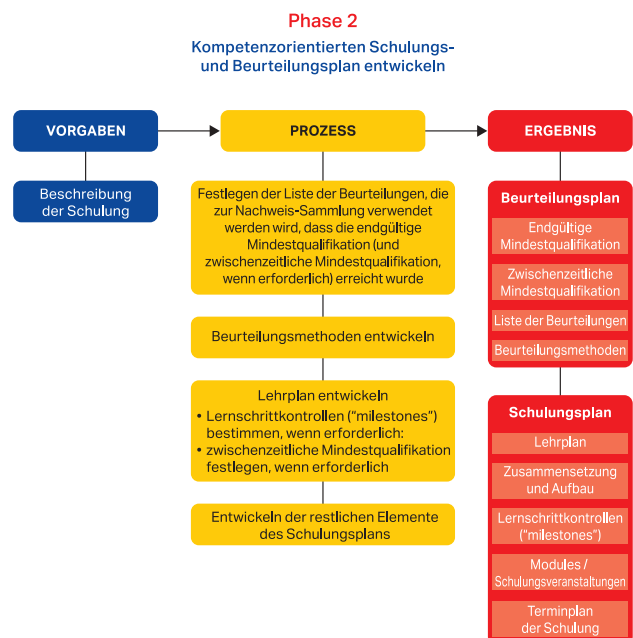 Phase 2
Kompetenzorientierten Schulungs-
und Beurteilungsplan entwickeln
VORGABEN
Beschreibung
der Schulung
PROZESS
Festlegen der Liste der Beurteilungen, die
zur Nachweis-Sammlung verwendet
werden wird, dass die endgültige
Mindestqualifikation (und
zwischenzeitliche Mindestqualifikation,
wenn erforderlich) erreicht wurde
Beurteilungsmethoden entwickeln
Lehrplan entwickeln
• Lernschrittkontrollen ("milestones")
bestimmen, wenn erforderlich:
• zwischenzeitliche Mindestqualifikation
festlegen, wenn erforderlich
Entwickeln der restlichen Elemente
des Schulungsplans
ERGEBNIS
Beurteilungsplan
Endgültige
Mindestqualifikation
Zwischenzeitliche
Mindestqualifikation
Liste der Beurteilungen
Beurteilungsmethoden
Schulungsplan
Lehrplan
Zusammensetzung
und Aufbau
Lernschrittkontrollen
("milestones")
Modules /
Schulungsveranstaltungen
Terminplan
der Schulung